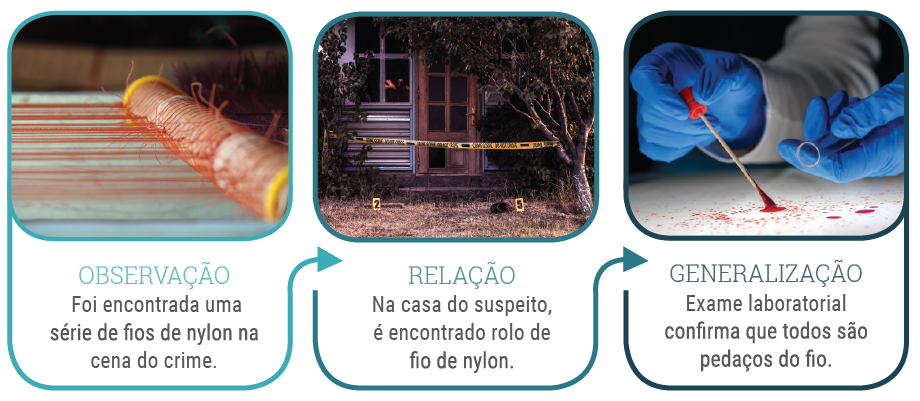 OBSERVAÇÃO
Foi encontrada uma
série de fios de nylon na
cena do crime.
2
RELAÇÃO
Na casa do suspeito,
é encontrado rolo de
fio de nylon.
GENERALIZAÇÃO
Exame laboratorial
confirma que todos são
pedaços do fio.